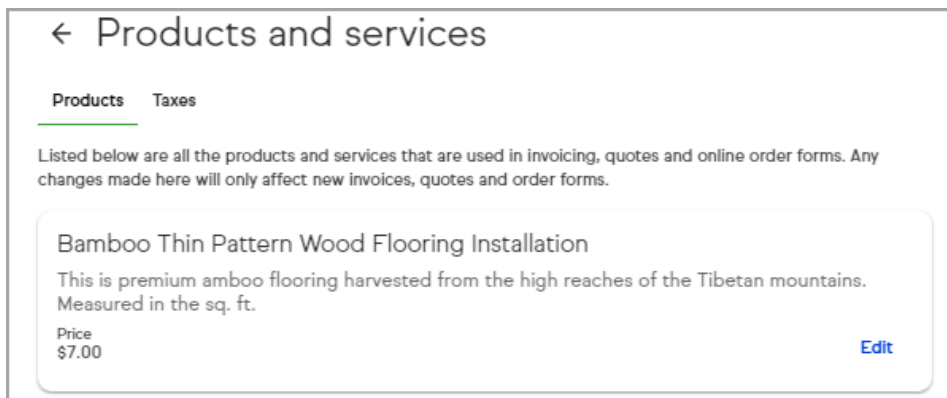 ← Products and services
Products Taxes
Listed below are all the products and services that are used in invoicing, quotes and online order forms. Any
changes made here will only affect new invoices, quotes and order forms.
Bamboo Thin Pattern Wood Flooring Installation
This is premium amboo flooring harvested from the high reaches of the Tibetan mountains.
Measured in the sq. ft.
Price
$7.00
Edit